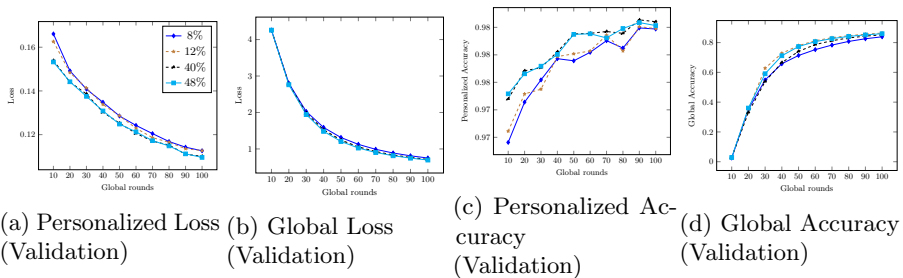 0.16
0.14
0.12
Loss
10 20 30 40 50 60 70 80 90 100
Global rounds
8%
12%
40%
48%
(a) Personalized Loss
(Validation)
4
3
2
1
Loss
10 20 30 40 50 60 70 80 90 100
Global rounds
(b) Global Loss
(Validation)
0.98
0.98
0.98
0.97
0.97
Personalized Accuracy
10 20 30 40 50 60 70 80 90 100
Global rounds
(c) Personalized Ac-
curacy
(Validation)
0.8
0.6
0.4
0.2
0
Global Accuracy
10 20 30 40 50 60 70 80 90 100
Global rounds
(d) Global Accuracy
(Validation)